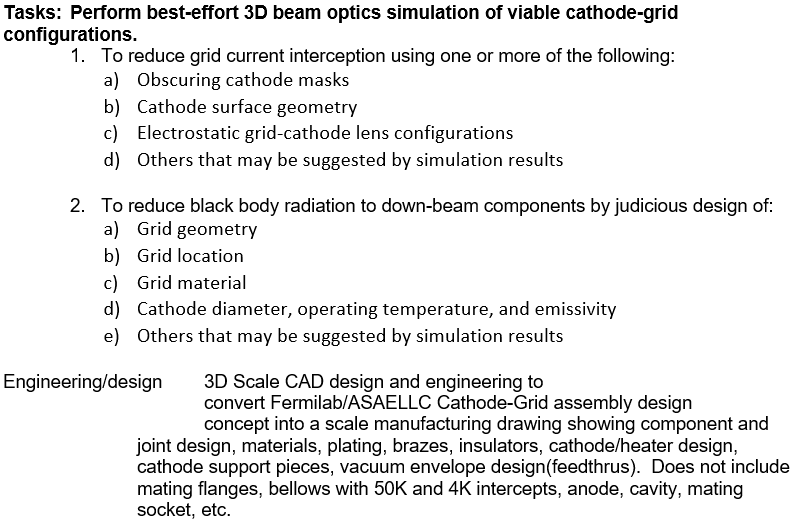 Tasks: Perform best-effort 3D beam optics simulation of viable cathode-grid
configurations.
1. To reduce grid current interception using one or more of the following:
a) Obscuring cathode masks
b) Cathode surface geometry
c) Electrostatic grid-cathode lens configurations
d) Others that may be suggested by simulation results
2. To reduce black body radiation to down-beam components by judicious design of:
a) Grid geometry
b) Grid location
c) Grid material
d) Cathode diameter, operating temperature, and emissivity
e) Others that may be suggested by simulation results
Engineering/design 3D Scale CAD design and engineering to
convert Fermilab/ASAELLC Cathode-Grid assembly design
concept into a scale manufacturing drawing showing component and
joint design, materials, plating, brazes, insulators, cathode/heater design,
cathode support pieces, vacuum envelope design(feedthrus). Does not include
mating flanges, bellows with 50K and 4K intercepts, anode, cavity, mating
socket, etc.